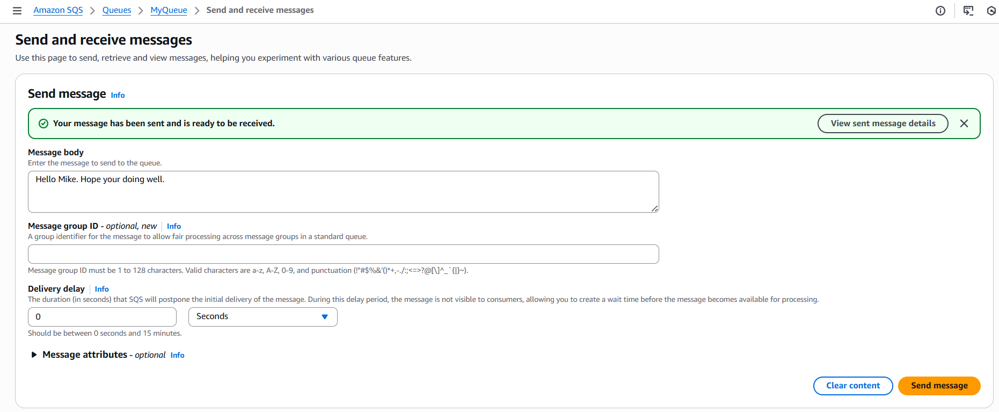 Amazon SQS > Queues > MyQueue > Send and receive messages
Send and receive messages
Use this page to send, retrieve and view messages, helping you experiment with various queue features.
Send message Info
Your message has been sent and is ready to be received. View sent message details
Message body
Enter the message to send to the queue.
Hello Mike. Hope your doing well.
Message group ID - optional, new | Info
A group identifier for the message to allow fair processing across message groups in a standard queue.
Message group ID must be 1 to 128 characters. Valid characters are a-z, A-Z, 0-9, and punctuation (!"#$%&'()*+,-./:;<=>?@[\]^_`{|}~).
Delivery delay | Info
The duration (in seconds) that SQS will postpone the initial delivery of the message. During this delay period, the message is not visible to consumers, allowing you to create a wait time before the message becomes available for processing.
0 Seconds
Should be between 0 seconds and 15 minutes.
Message attributes - optional Info
Clear content Send message